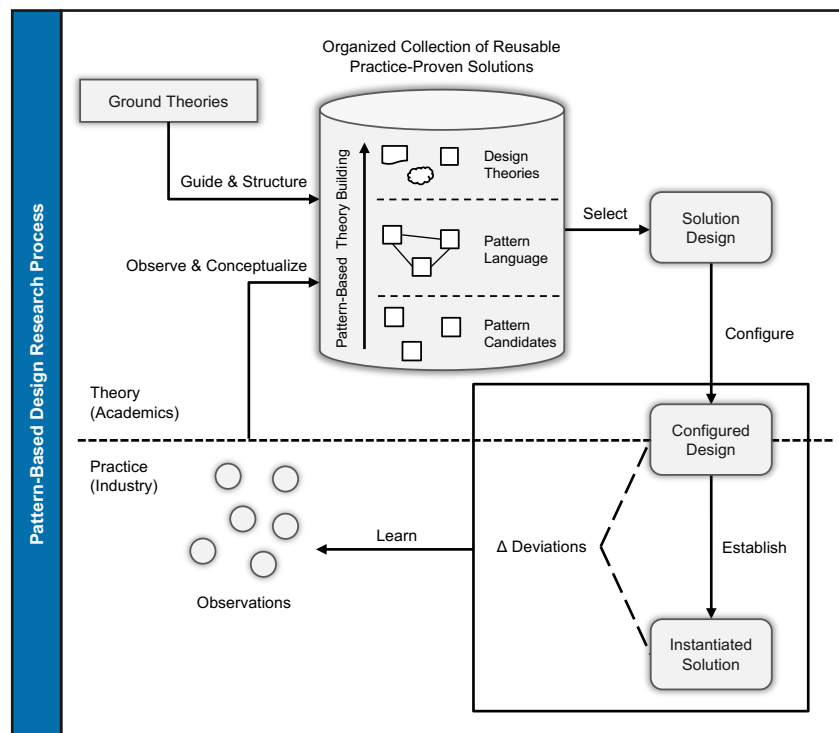 Pattern-Based Design Research Process
Organized Collection of Reusable
Practice-Proven Solutions
Ground Theories
Guide & Structure
Observe & Conceptualize
Pattern-Based Theory Building
Design
Theories
Pattern
Language
Pattern
Candidates
Select
Solution
Design
Configure
Theory
(Academics)
Practice
(Industry)
Configured
Design
Learn
Δ Deviations
Establish
Observations
Instantiated
Solution